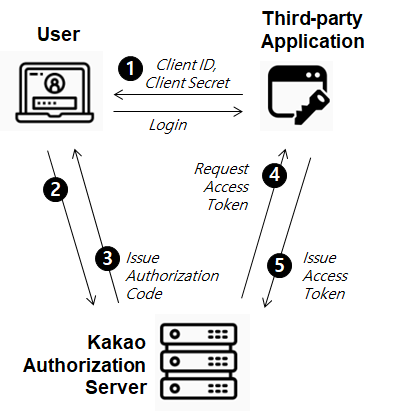 User
Third-party
Application
1
Client ID,
Client Secret
Login
2
3
Issue
Authorization
Code
Request
Access
Token
4
5
Issue
Access
Token
Kakao
Authorization
Server